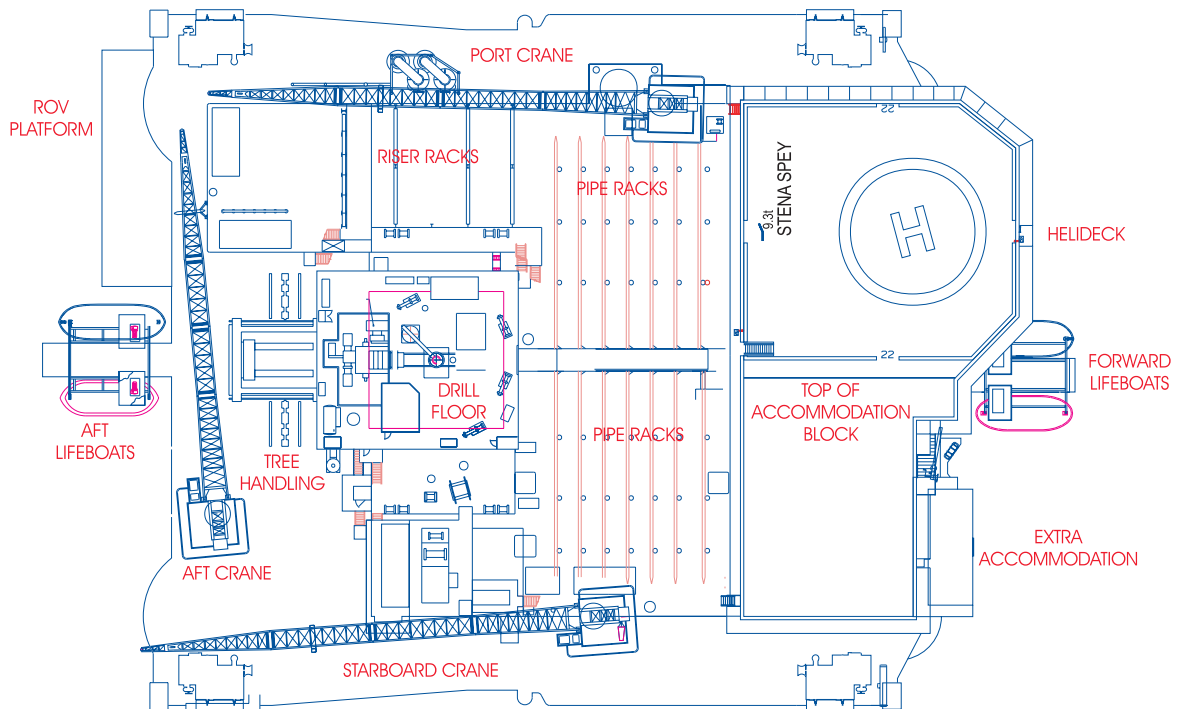 PORT CRANE
ROV
PLATFORM
RISER RACKS
PIPE RACKS
22
9.3t
STENA SPEY
H
HELIDECK
22
FORWARD
LIFEBOATS
DRILL
FLOOR
TOP OF
ACCOMMODATION
BLOCK
AFT
LIFEBOATS
PIPE RACKS
TREE
HANDLING
EXTRA
ACCOMMODATION
AFT CRANE
STARBOARD CRANE